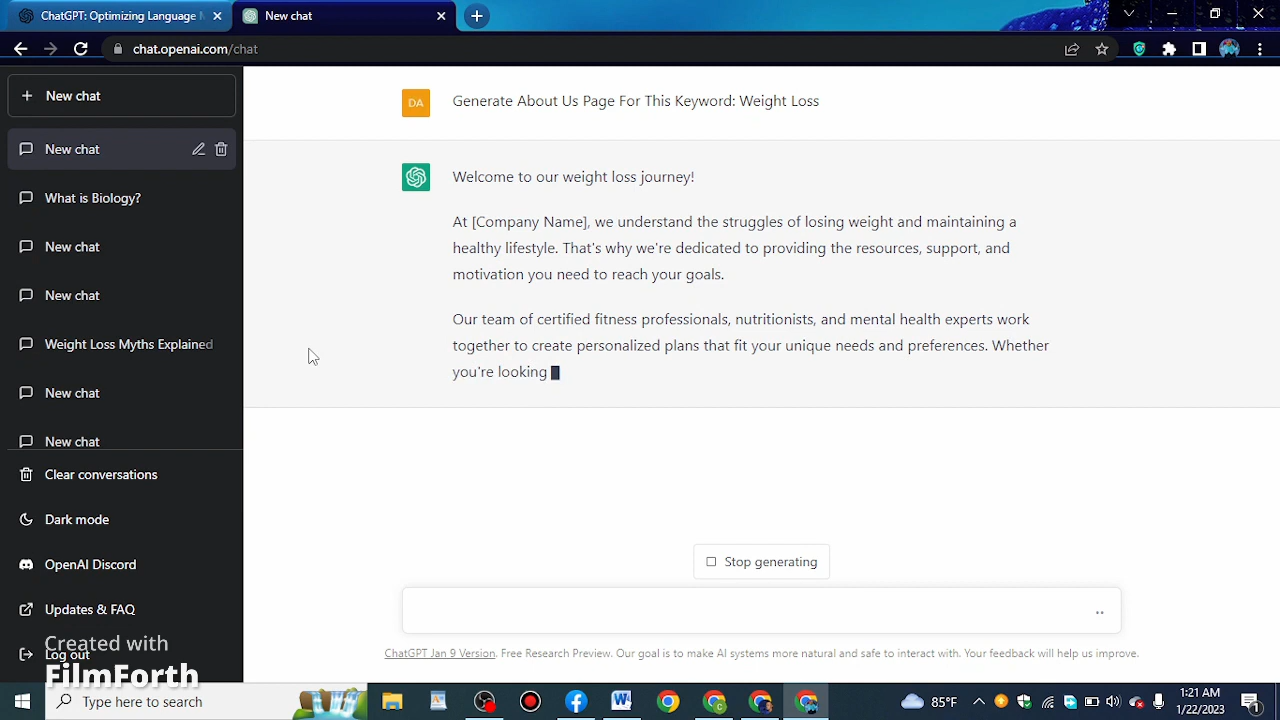 ChatGPT: Optimizing Language M
New chat
chat.openai.com/chat
New chat
New chat
What is Biology?
New chat
New chat
Weight Loss Myths Explained
New chat
New chat
Clear conversations
Dark mode
OpenAI Discord
Updates & FAQ
Log out
Created with
FilmForth
DA
Generate About Us Page For This Keyword: Weight Loss
Welcome to our weight loss journey!
At [Company Name], we understand the struggles of losing weight and maintaining a
healthy lifestyle. That's why we're dedicated to providing the resources, support, and
motivation you need to reach your goals.
Our team of certified fitness professionals, nutritionists, and mental health experts work
together to create personalized plans that fit your unique needs and preferences. Whether
you're looking
Stop generating
ChatGPT Jan 9 Version. Free Research Preview. Our goal is to make AI systems more natural and safe to interact with. Your feedback will help us improve.
Type here to search
85°F
1:21 AM
1/22/2023
1